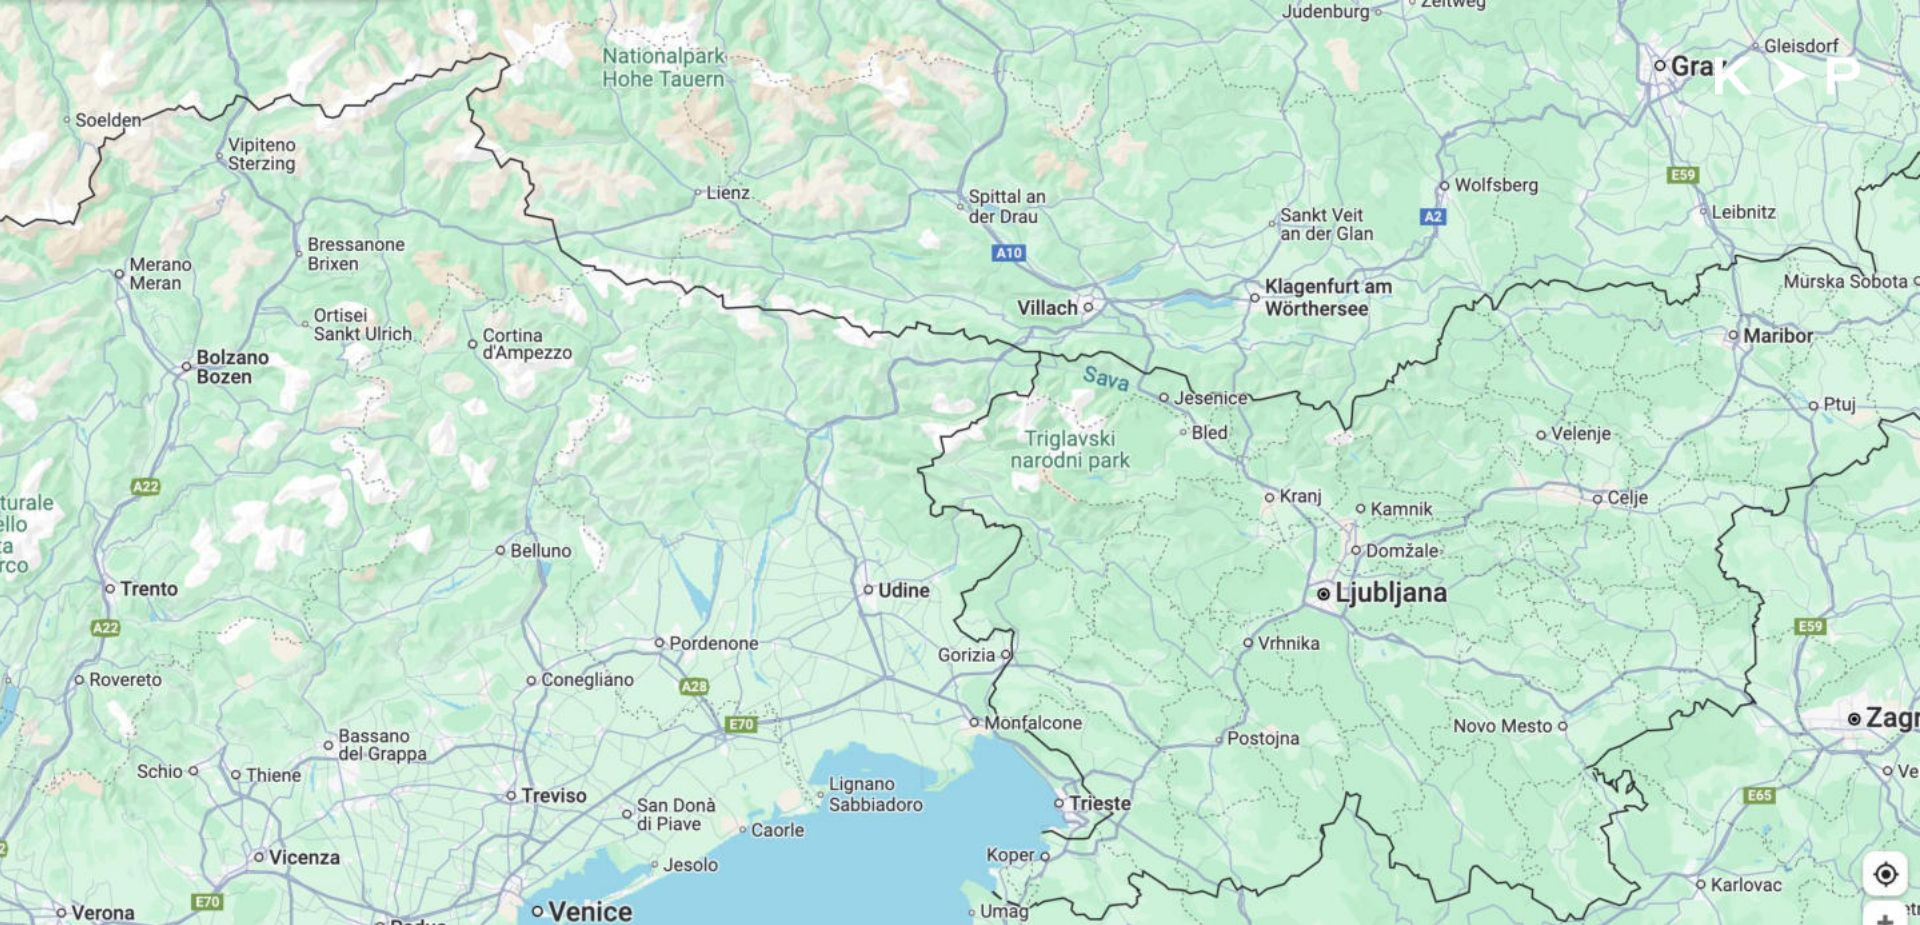 Judenburg
Zeltweg
Gleisdorf
Nationalpark
Hohe Tauern
K P
Soelden
Vipiteno
Sterzing
E59
Wolfsberg
Lienz
Spittal an
der Drau
Leibnitz
A2
Sankt Veit
an der Glan
Bressanone
Brixen
A10
Merano
Meran
Murska Sobota
Klagenfurt am
Wörthersee
Villach
Ortisei
Sankt Ulrich
Cortina
d'Ampezzo
Maribor
Bolzano
Bozen
Sava
Jesenice
Ptuj
Bled
Velenje
Triglavski
narodni park
A22
Kranj
Celje
Kamnik
Belluno
Domžale
Trento
Udine
Ljubljana
A22
E59
Pordenone
Vrhnika
Gorizia
Rovereto
Conegliano
A28
Monfalcone
E70
Novo Mesto
Postojna
Bassano
del Grappa
Schio
Thiene
Lignano
Sabbiadoro
Treviso
San Donà
di Piave
Trieste
E65
Caorle
Vicenza
Koper
Jesolo
Karlovac
E70
Verona
Venice
Umag